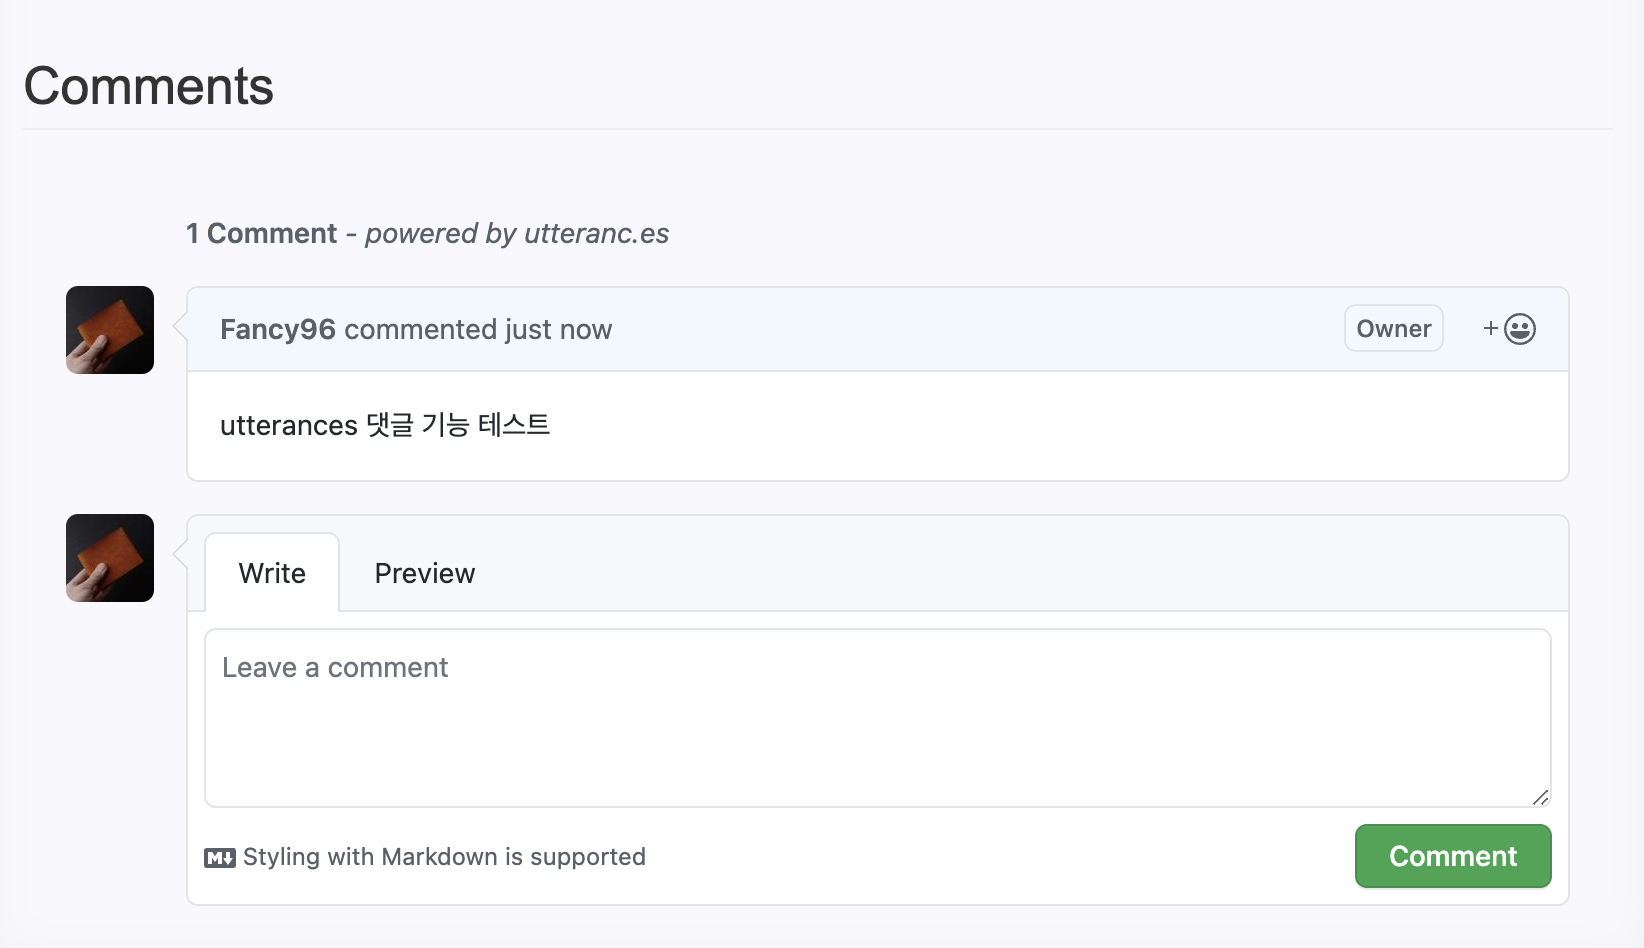 Comments
1 Comment - powered by utteranc.es
Fancy96 commented just now
Owner
+
utterances 댓글 기능 테스트
Write
Preview
Leave a comment
M Styling with Markdown is supported
Comment